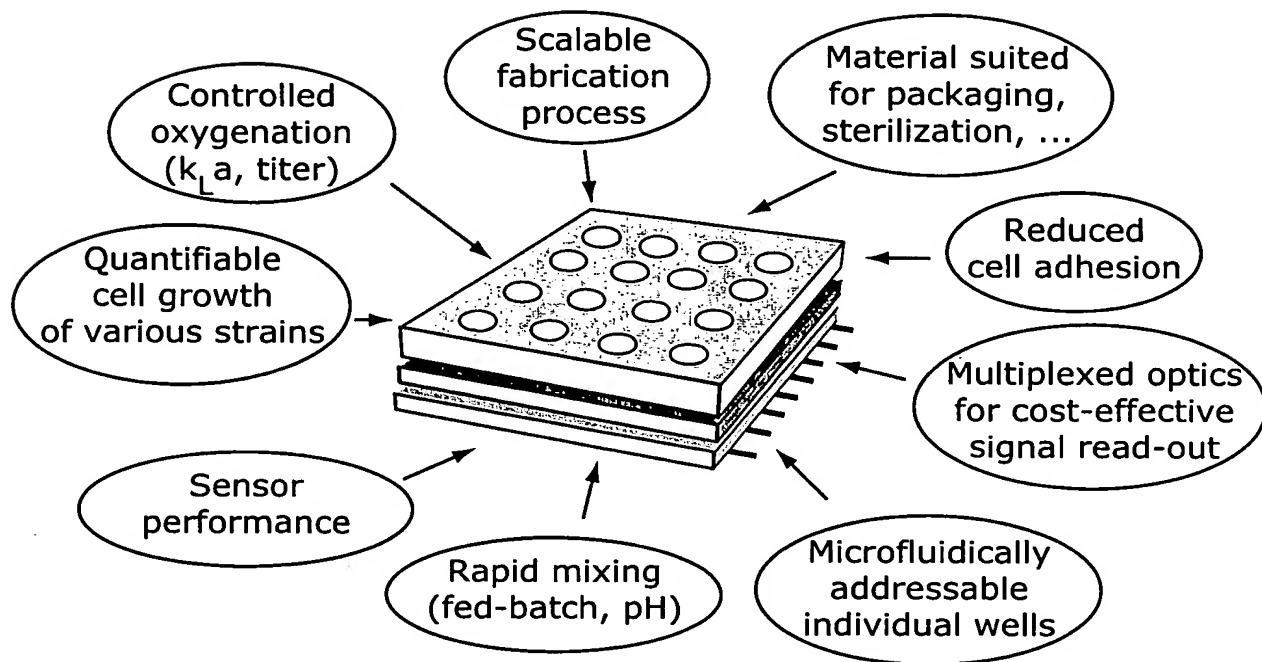 Scalable
fabrication
process
Material suited
for packaging,
sterilization, ...
Controlled
oxygenation
(kLa, titer)
Reduced
cell adhesion
Quantifiable
cell growth
of various strains
Multiplexed optics
for cost-effective
signal read-out
Sensor
performance
Rapid mixing
(fed-batch, pH)
Microfluidically
addressable
individual wells